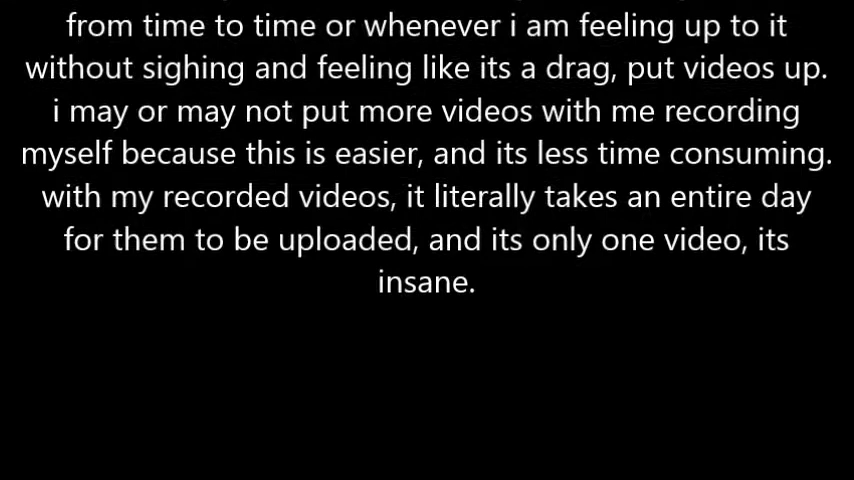 from time to time or whenever i am feeling up to it
without sighing and feeling like its a drag, put videos up.
i may or may not put more videos with me recording
myself because this is easier, and its less time consuming.
with my recorded videos, it literally takes an entire day
for them to be uploaded, and its only one video, its
insane.